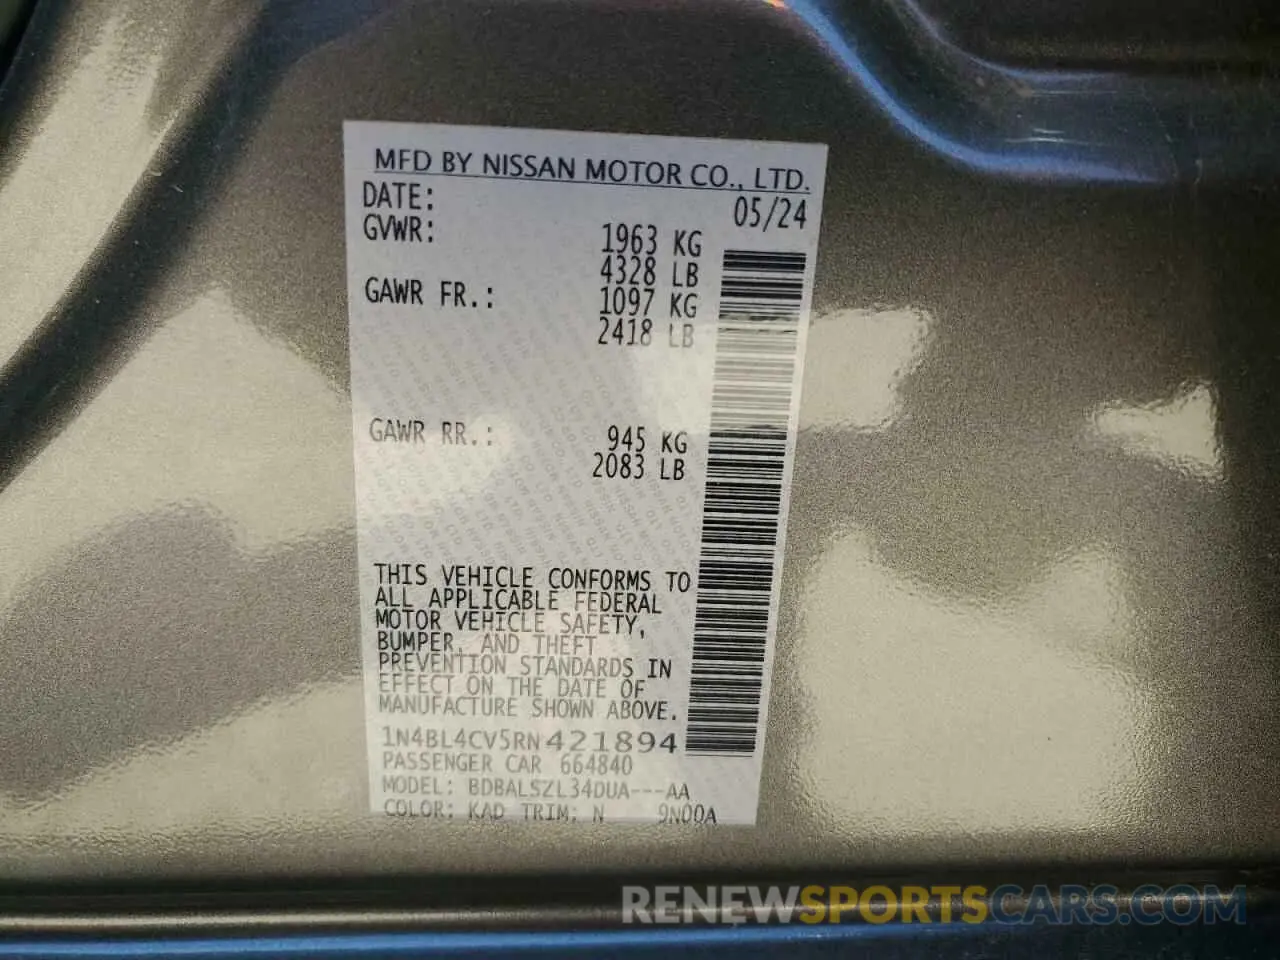 MFD BY NISSAN MOTOR CO., LTD.
DATE: 05/24
GVWR: 1963 KG
4328 LB
GAWR FR.: 1097 KG
2418 LB
GAWR RR.: 945 KG
2083 LB
THIS VEHICLE CONFORMS TO
ALL APPLICABLE FEDERAL
MOTOR VEHICLE SAFETY,
BUMPER, AND THEFT
PREVENTION STANDARDS IN
EFFECT ON THE DATE OF
MANUFACTURE SHOWN ABOVE.
1N4BL4CV5RN421894
PASSENGER CAR 664840
MODEL: BDBALSZL34DUA---AA
COLOR: KAD TRIM: N 9N00A
RENEWSPORTSCARS.COM